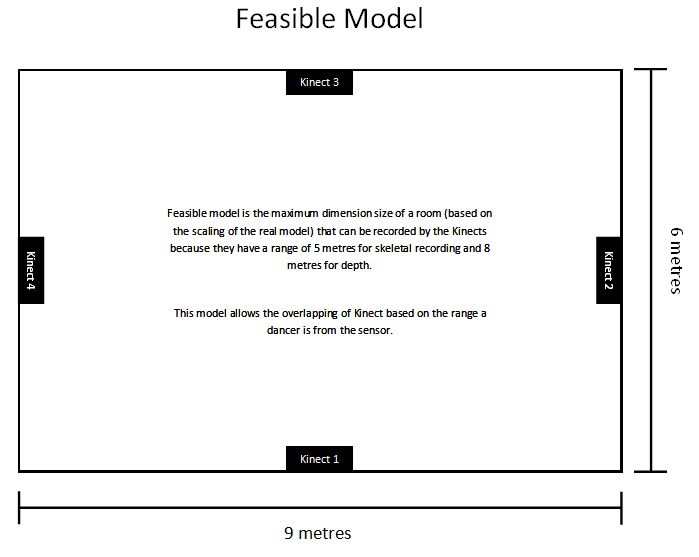 Feasible Model
Kinect 3
Feasible model is the maximum dimension size of a room (based on
the scaling of the real model) that can be recorded by the Kinects
because they have a range of 5 metres for skeletal recording and 8
metres for depth.
This model allows the overlapping of Kinect based on the range a
dancer is from the sensor.
Kinect 4
Kinect 2
6 metres
Kinect 1
9 metres